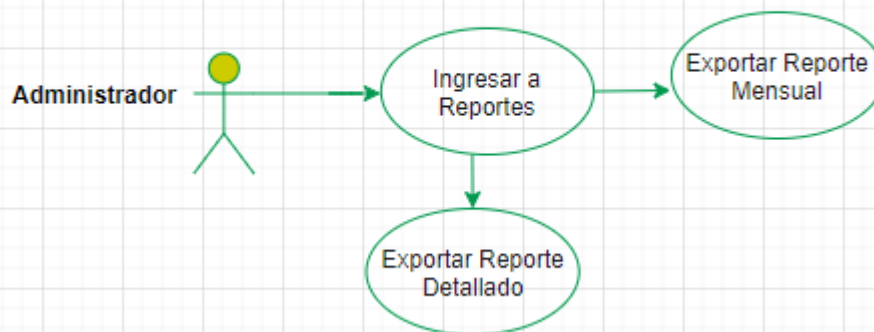 Administrador
Ingresar a
Reportes
Exportar Reporte
Mensual
Exportar Reporte
Detallado